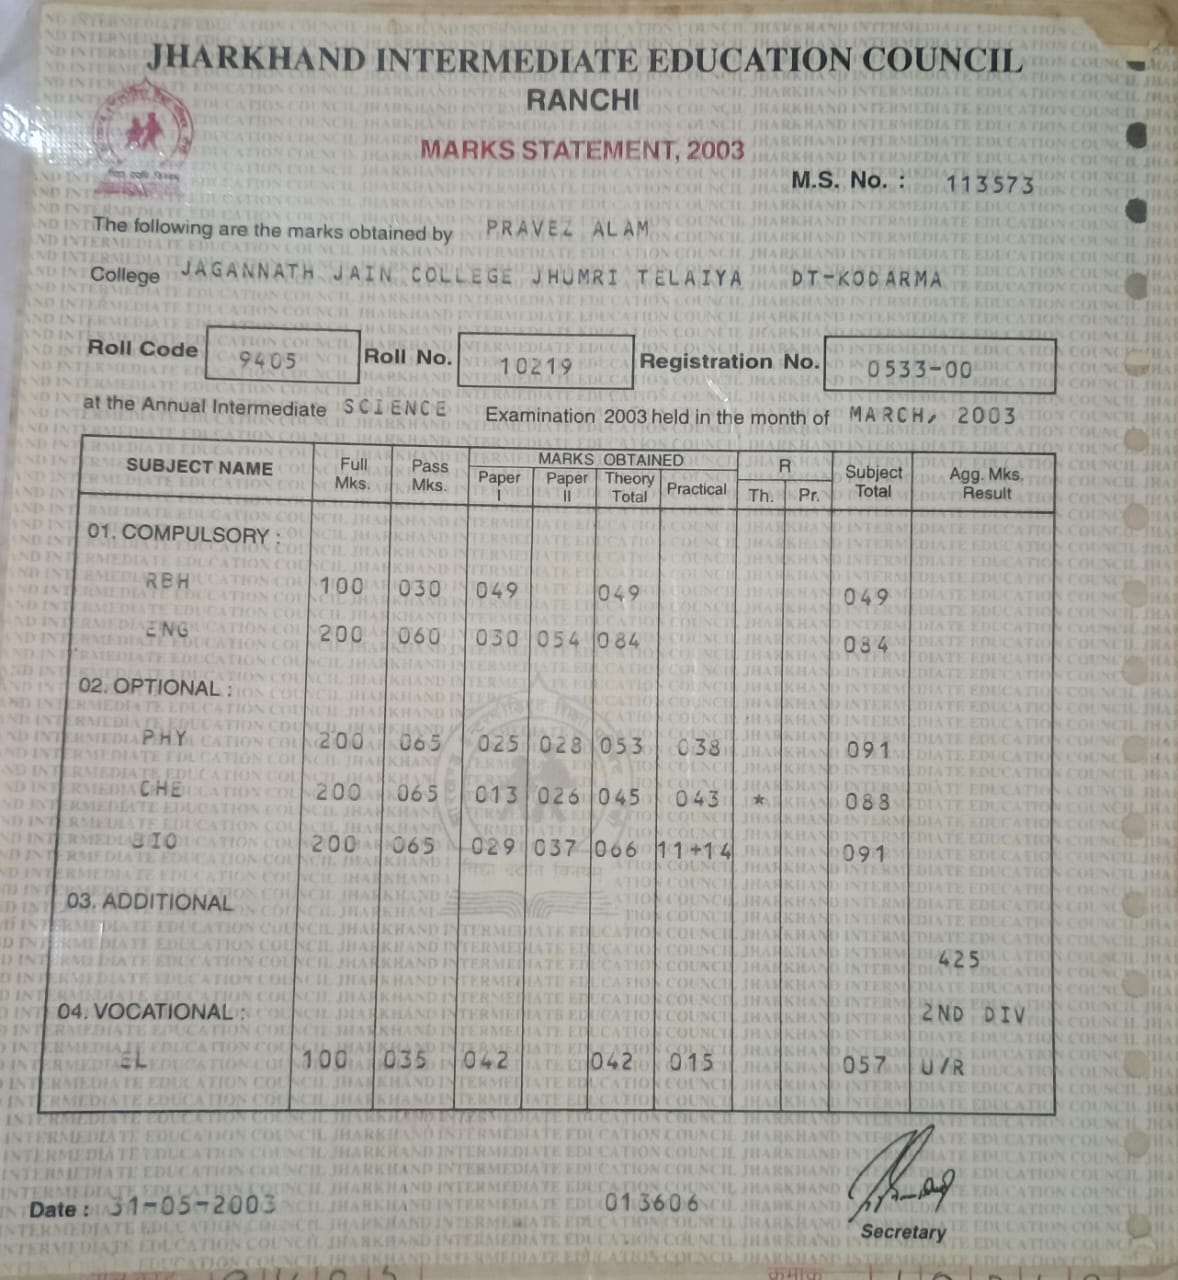 JHARKHAND INTERMEDIATE EDUCATION COUNCIL
RANCHI
MARKS STATEMENT, 2003
M.S. No. : 113573
The following are the marks obtained by PRAVEZ ALAM
College JAGANNATH JAIN COLLEGE JHUMRI TELAIYA DT-KODARMA
Roll Code 9405 Roll No. 10219 Registration No. 0533-00
at the Annual Intermediate SCIENCE Examination 2003 held in the month of MARCH, 2003
SUBJECT NAME Full Mks. Pass Mks. MARKS OBTAINED Paper I Paper II Theory Total Practical R Th. Pr. Subject Total Agg. Mks. Result
01. COMPULSORY :
RBH 100 030 049 049 049
ENG 200 060 030 054 084 084
02. OPTIONAL :
PHY 200 065 025 028 053 038 091
CHE 200 065 013 026 045 043 * 088
BIO 200 065 029 037 066 11+14 091
03. ADDITIONAL
425
04. VOCATIONAL : 2ND DIV
EL 100 035 042 042 015 057 U/R
Date : 31-05-2003 013606
Secretary